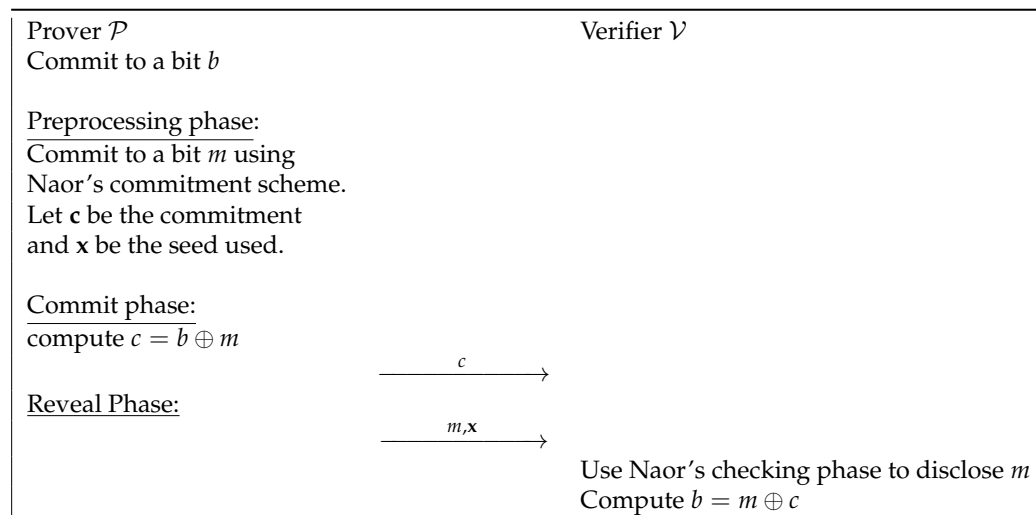 Prover 𝒫 Verifier 𝒱
Commit to a bit b
Preprocessing phase:
Commit to a bit m using
Naor's commitment scheme.
Let c be the commitment
and x be the seed used.
Commit phase:
compute c = b ⊕ m
c
Reveal Phase:
m,x
Use Naor's checking phase to disclose m
Compute b = m ⊕ c